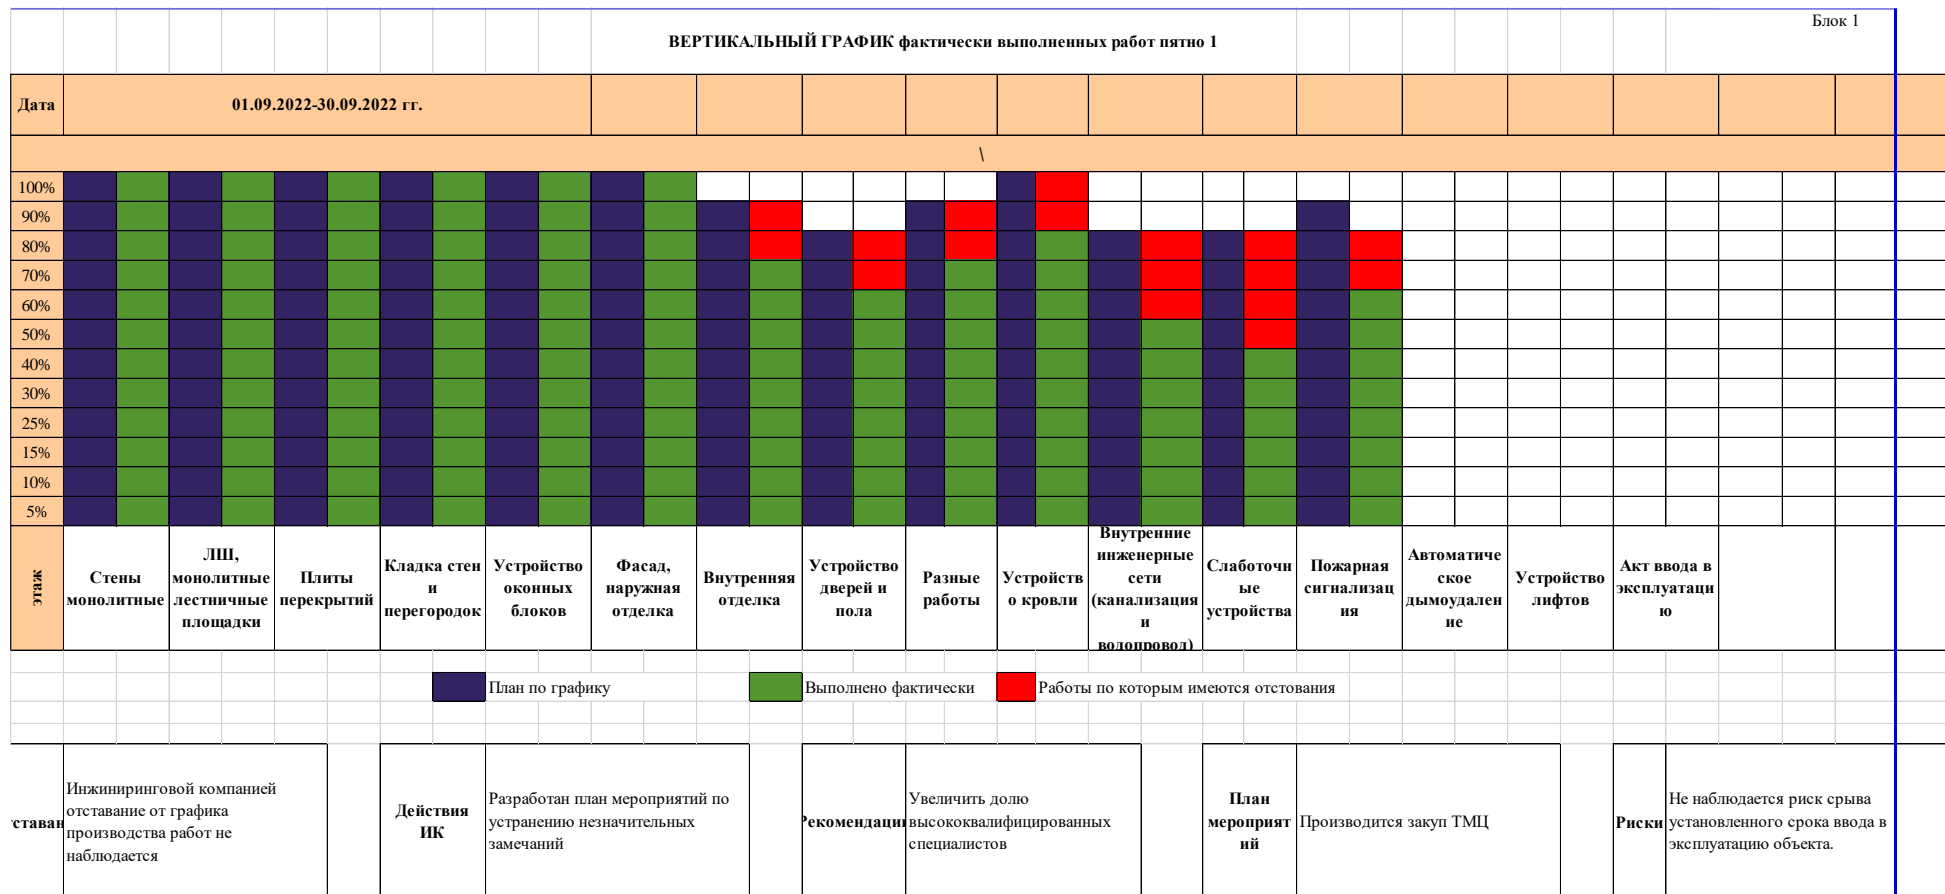 Блок 1
ВЕРТИКАЛЬНЫЙ ГРАФИК фактически выполненных работ пятно 1
Дата
01.09.2022-30.09.2022 гг.
\
100%
90%
80%
70%
60%
50%
40%
30%
25%
15%
10%
5%
этаж
Стены
монолитные
ЛШ,
монолитные
лестничные
площадки
Плиты
перекрытий
Кладка стен
и
перегородок
Устройство
оконных
блоков
Фасад,
наружная
отделка
Внутренняя
отделка
Устройство
дверей и
пола
Разные
работы
Устройств
о кровли
Внутренние
инженерные
сети
(канализация
и
водопровод)
Слаботочн
ые
устройства
Пожарная
сигнализац
ия
Автоматиче
ское
дымоудален
ие
Устройство
лифтов
Акт ввода в
эксплуатаци
ю
План по графику
Выполнено фактически
Работы по которым имеются отстования
тставан
Инжиниринговой компанией
отставание от графика
производства работ не
наблюдается
Действия
ИК
Разработан план мероприятий по
устранению незначительных
замечаний
Рекомендации
Увеличить долю
высококвалифицированных
специалистов
План
мероприят
ий
Производится закуп ТМЦ
Риски
Не наблюдается риск срыва
установленного срока ввода в
эксплуатацию объекта.